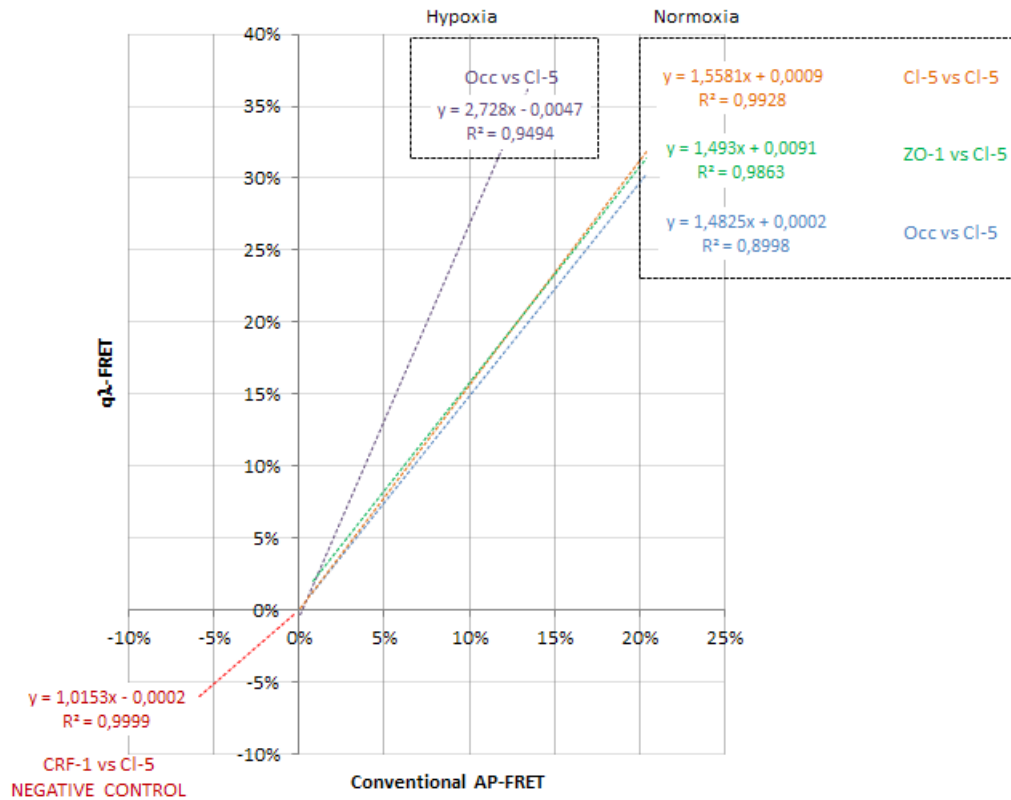 Hypoxia
Normoxia
40%
35%
30%
25%
20%
15%
10%
5%
0%
-5%
-10%
Occ vs Cl-5
y = 2,728x - 0,0047
R² = 0,9494
y = 1,5581x + 0,0009
R² = 0,9928
Cl-5 vs Cl-5
y = 1,493x + 0,0091
R² = 0,9863
ZO-1 vs Cl-5
y = 1,4825x + 0,0002
R² = 0,8998
Occ vs Cl-5
qλ-FRET
-10%
-5%
0%
5%
10%
15%
20%
25%
y = 1,0153x - 0,0002
R² = 0,9999
CRF-1 vs Cl-5
NEGATIVE CONTROL
Conventional AP-FRET